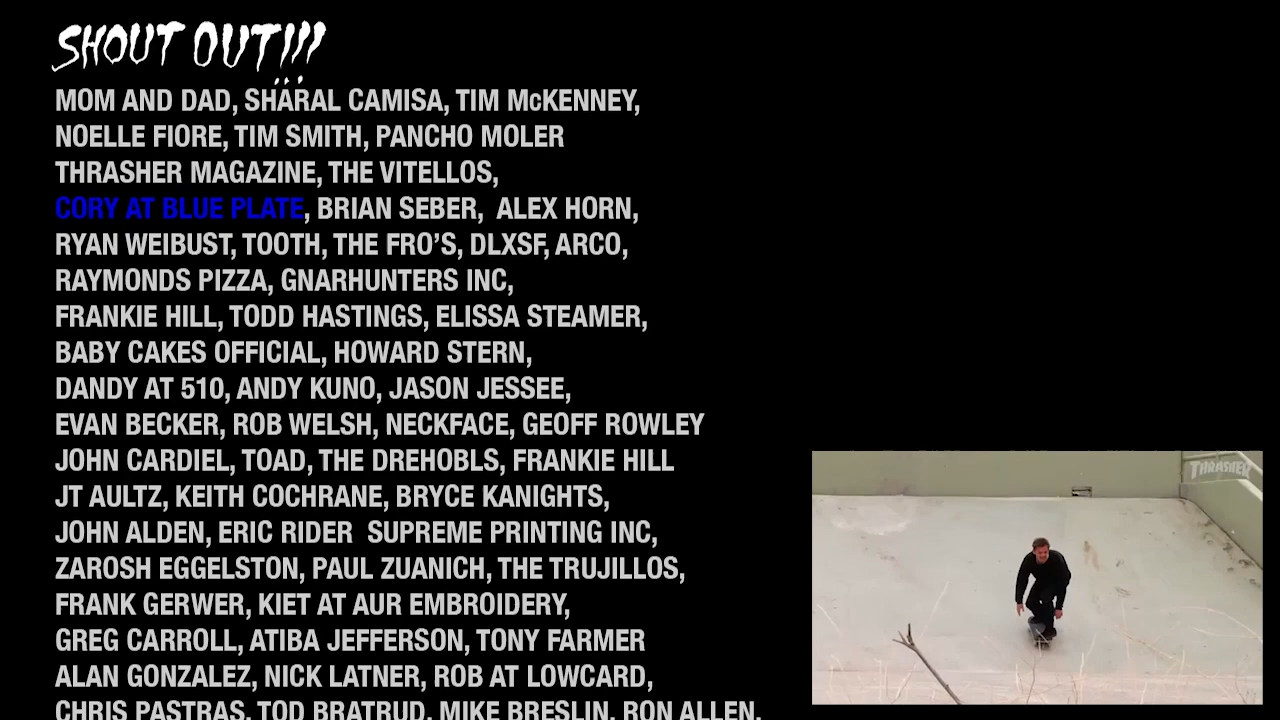 SHOUT OUT!!!
MOM AND DAD, SHARAL CAMISA, TIM McKENNEY,
NOELLE FIORE, TIM SMITH, PANCHO MOLER
THRASHER MAGAZINE, THE VITELLOS,
CORY AT BLUE PLATE, BRIAN SEBER,  ALEX HORN,
RYAN WEIBUST, TOOTH, THE FRO'S, DLXSF, ARCO,
RAYMONDS PIZZA, GNARHUNTERS INC,
FRANKIE HILL, TODD HASTINGS, ELISSA STEAMER,
BABY CAKES OFFICIAL, HOWARD STERN,
DANDY AT 510, ANDY KUNO, JASON JESSEE,
EVAN BECKER, ROB WELSH, NECKFACE, GEOFF ROWLEY
JOHN CARDIEL, TOAD, THE DREHOBLS, FRANKIE HILL
JT AULTZ, KEITH COCHRANE, BRYCE KANIGHTS,
JOHN ALDEN, ERIC RIDER  SUPREME PRINTING INC,
ZAROSH EGGELSTON, PAUL ZUANICH, THE TRUJILLOS,
FRANK GERWER, KIET AT AUR EMBROIDERY,
GREG CARROLL, ATIBA JEFFERSON, TONY FARMER
ALAN GONZALEZ, NICK LATNER, ROB AT LOWCARD,
CHRIS PASTRAS, TOD BRATRUD, MIKE BRESLIN, RON ALLEN,
THRASHER